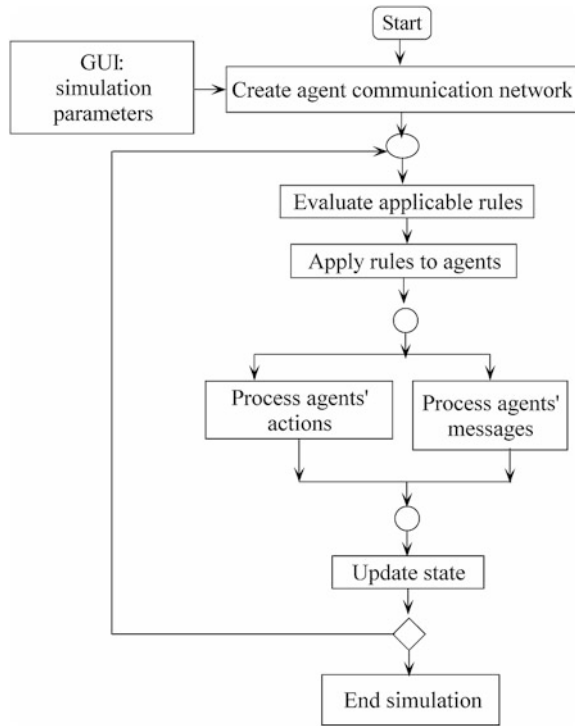 Start
GUI:
simulation
parameters
Create agent communication network
Evaluate applicable rules
Apply rules to agents
Process agents'
actions
Process agents'
messages
Update state
End simulation